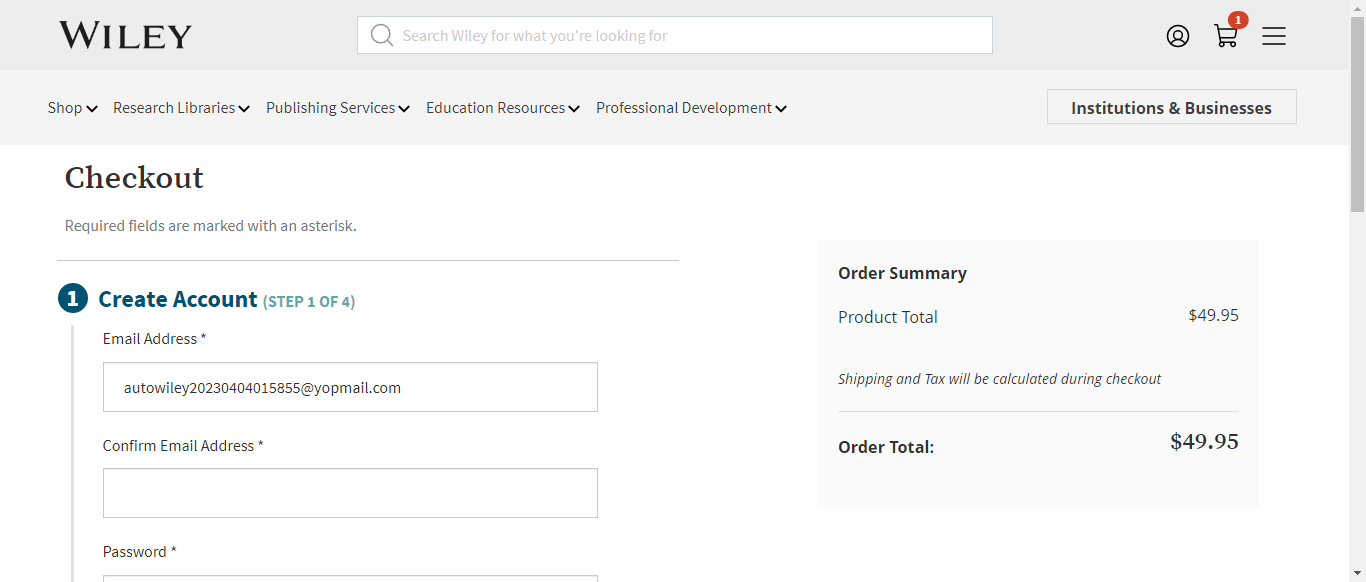 WILEY
Search Wiley for what you're looking for
1
Shop
Research Libraries
Publishing Services
Education Resources
Professional Development
Institutions & Businesses
Checkout
Required fields are marked with an asterisk.
1 Create Account (STEP 1 OF 4)
Email Address *
autowiley20230404015855@yopmail.com
Confirm Email Address *
Password *
Order Summary
Product Total $49.95
Shipping and Tax will be calculated during checkout
Order Total: $49.95